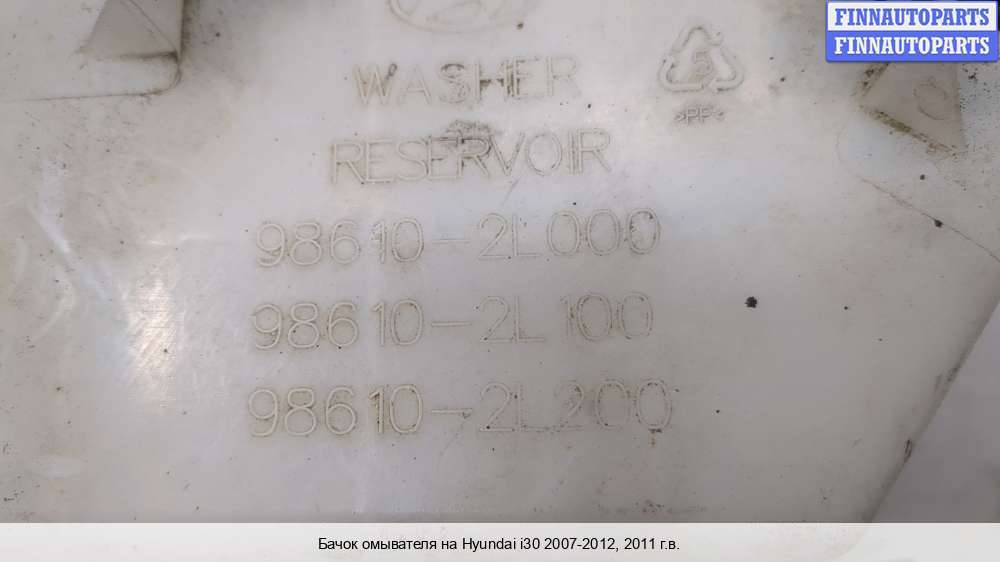 FINNAUTOPARTS
FINNAUTOPARTS
WASHER
5
>PP<
RESERVOIR
98610-2L000
98610-2L100
98610-2L200
Бачок омывателя на Hyundai i30 2007-2012, 2011 г.в.